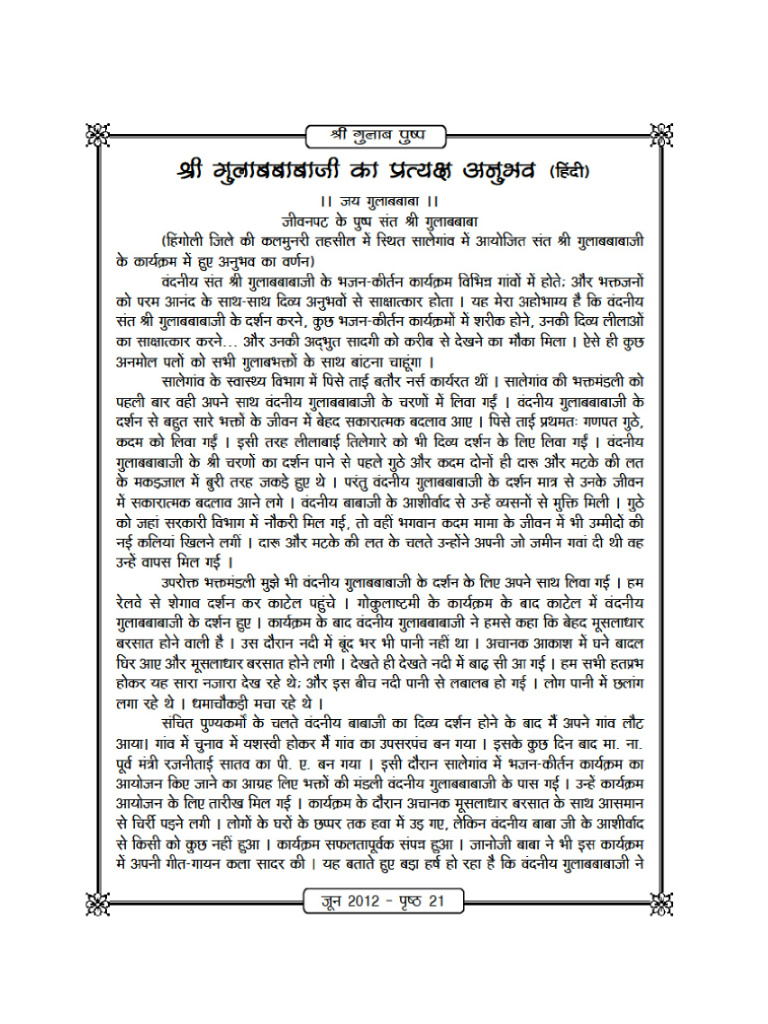 श्री गुलाब पुष्प
श्री गुलाबबाबाजी का प्रत्यक्ष अनुभव (हिंदी)
।। जय गुलाबबाबा ।।
जीवनपट के पुष्प संत श्री गुलाबबाबा
(हिंगोली जिले की कलमुनरी तहसील में स्थित सालेगांव में आयोजित संत श्री गुलाबबाबाजी
के कार्यक्रम में हुए अनुभव का वर्णन)
वंदनीय संत श्री गुलाबबाबाजी के भजन-कीर्तन कार्यक्रम विभिन्न गांवों में होते; और भक्तजनों
को परम आनंद के साथ-साथ दिव्य अनुभवों से साक्षात्कार होता । यह मेरा अहोभाग्य है कि वंदनीय
संत श्री गुलाबबाबाजी के दर्शन करने, कुछ भजन-कीर्तन कार्यक्रमों में शरीक होने, उनकी दिव्य लीलाओं
का साक्षात्कार करने... और उनकी अद्भुत सादगी को करीब से देखने का मौका मिला । ऐसे ही कुछ
अनमोल पलों को सभी गुलाबभक्तों के साथ बांटना चाहूंगा ।
सालेगांव के स्वास्थ्य विभाग में पिसे ताई बतौर नर्स कार्यरत थीं । सालेगांव की भक्तमंडली को
पहली बार वही अपने साथ वंदनीय गुलाबबाबाजी के चरणों में लिवा गईं । वंदनीय गुलाबबाबाजी के
दर्शन से बहुत सारे भक्तों के जीवन में बेहद सकारात्मक बदलाव आए । पिसे ताई प्रथमतः गणपत गुठे,
कदम को लिवा गईं । इसी तरह लीलाबाई तिलेगारे को भी दिव्य दर्शन के लिए लिवा गईं । वंदनीय
गुलाबबाबाजी के श्री चरणों का दर्शन पाने से पहले गुठे और कदम दोनों ही दारू और मटके की लत
के मकड़जाल में बुरी तरह जकड़े हुए थे । परंतु वंदनीय गुलाबबाबाजी के दर्शन मात्र से उनके जीवन
में सकारात्मक बदलाव आने लगे । वंदनीय बाबाजी के आशीर्वाद से उन्हें व्यसनों से मुक्ति मिली । गुठे
को जहां सरकारी विभाग में नौकरी मिल गई, तो वहीं भगवान कदम मामा के जीवन में भी उम्मीदों की
नई कलियां खिलने लगीं । दारू और मटके की लत के चलते उन्होंने अपनी जो जमीन गवां दी थी वह
उन्हें वापस मिल गई ।
उपरोक्त भक्तमंडली मुझे भी वंदनीय गुलाबबाबाजी के दर्शन के लिए अपने साथ लिवा गई । हम
रेलवे से शेगाव दर्शन कर काटेल पहुंचे । गोकुलाष्टमी के कार्यक्रम के बाद काटेल में वंदनीय
गुलाबबाबाजी के दर्शन हुए । कार्यक्रम के बाद वंदनीय गुलाबबाबाजी ने हमसे कहा कि बेहद मूसलाधार
बरसात होने वाली है । उस दौरान नदी में बूंद भर भी पानी नहीं था । अचानक आकाश में घने बादल
घिर आए और मूसलाधार बरसात होने लगी । देखते ही देखते नदी में बाढ़ सी आ गई । हम सभी हतप्रभ
होकर यह सारा नजारा देख रहे थे; और इस बीच नदी पानी से लबालब हो गई । लोग पानी में छलांग
लगा रहे थे । धमाचौकड़ी मचा रहे थे ।
संचित पुण्यकर्मों के चलते वंदनीय बाबाजी का दिव्य दर्शन होने के बाद मैं अपने गांव लौट
आया। गांव में चुनाव में यशस्वी होकर मैं गांव का उपसरपंच बन गया । इसके कुछ दिन बाद मा. ना.
पूर्व मंत्री रजनीताई सातव का पी. ए. बन गया । इसी दौरान सालेगांव में भजन-कीर्तन कार्यक्रम का
आयोजन किए जाने का आग्रह लिए भक्तों की मंडली वंदनीय गुलाबबाबाजी के पास गई । उन्हें कार्यक्रम
आयोजन के लिए तारीख मिल गई । कार्यक्रम के दौरान अचानक मूसलाधार बरसात के साथ आसमान
से चिर्री पड़ने लगी । लोगों के घरों के छप्पर तक हवा में उड़ गए, लेकिन वंदनीय बाबा जी के आशीर्वाद
से किसी को कुछ नहीं हुआ । कार्यक्रम सफलतापूर्वक संपन्न हुआ । जानोजी बाबा ने भी इस कार्यक्रम
में अपनी गीत-गायन कला सादर की । यह बताते हुए बड़ा हर्ष हो रहा है कि वंदनीय गुलाबबाबाजी ने
जून 2012 - पृष्ठ 21